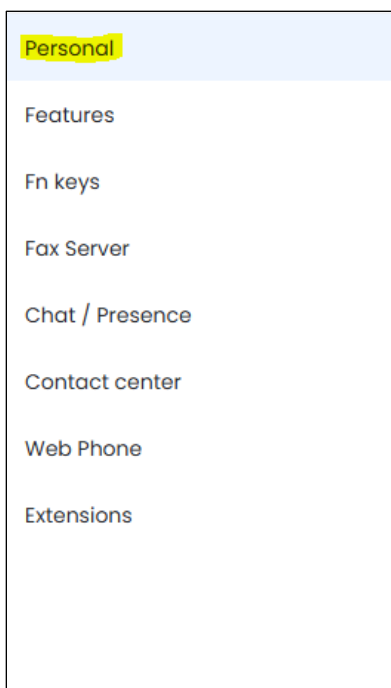 Personal
Features
Fn keys
Fax Server
Chat / Presence
Contact center
Web Phone
Extensions